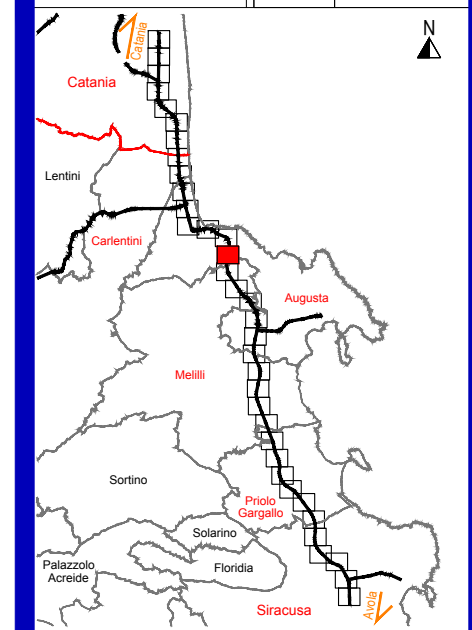 Catania
N
Catania
Lentini
Carlentini
Augusta
Melilli
Sortino
Priolo
Gargallo
Solarino
Palazzolo
Acreide
Floridia
Siracusa
Avola